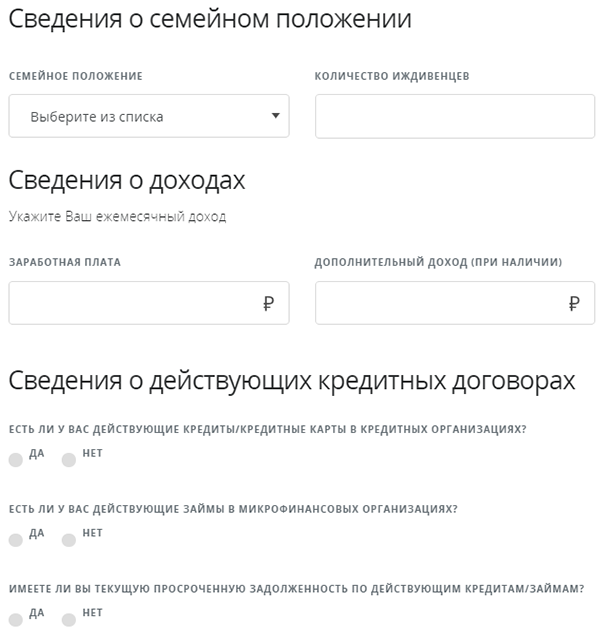 Сведения о семейном положении
СЕМЕЙНОЕ ПОЛОЖЕНИЕ КОЛИЧЕСТВО ИЖДИВЕНЦЕВ
Выберите из списка
Сведения о доходах
Укажите Ваш ежемесячный доход
ЗАРАБОТНАЯ ПЛАТА ДОПОЛНИТЕЛЬНЫЙ ДОХОД (ПРИ НАЛИЧИИ)
₽ ₽
Сведения о действующих кредитных договорах
ЕСТЬ ЛИ У ВАС ДЕЙСТВУЮЩИЕ КРЕДИТЫ/КРЕДИТНЫЕ КАРТЫ В КРЕДИТНЫХ ОРГАНИЗАЦИЯХ?
ДА НЕТ
ЕСТЬ ЛИ У ВАС ДЕЙСТВУЮЩИЕ ЗАЙМЫ В МИКРОФИНАНСОВЫХ ОРГАНИЗАЦИЯХ?
ДА НЕТ
ИМЕЕТЕ ЛИ ВЫ ТЕКУЩУЮ ПРОСРОЧЕННУЮ ЗАДОЛЖЕННОСТЬ ПО ДЕЙСТВУЮЩИМ КРЕДИТАМ/ЗАЙМАМ?
ДА НЕТ